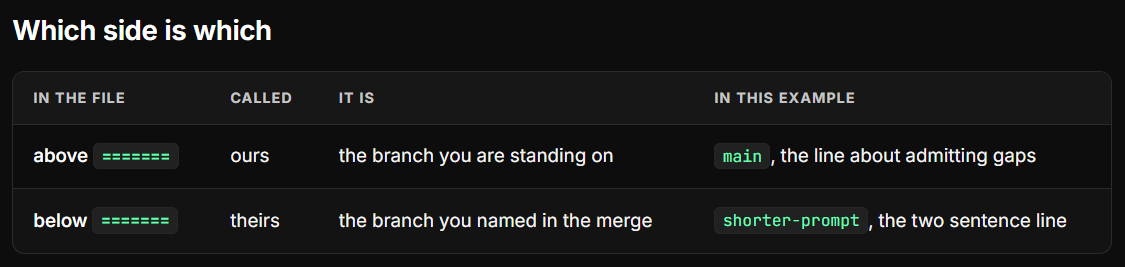 Which side is which
IN THE FILE CALLED IT IS IN THIS EXAMPLE
above ======= ours the branch you are standing on main, the line about admitting gaps
below ======= theirs the branch you named in the merge shorter-prompt, the two sentence line